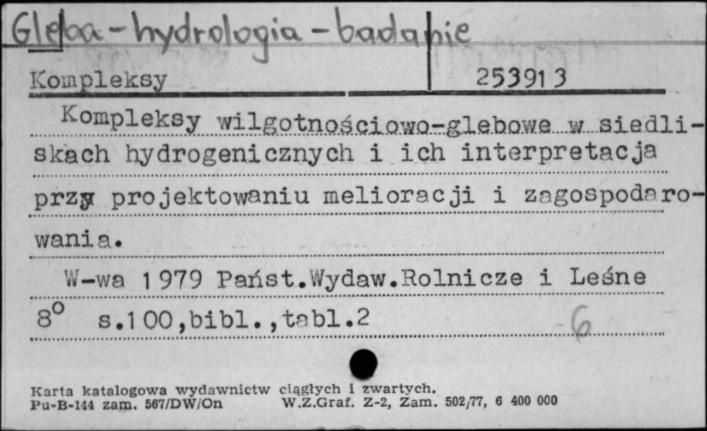 Gleba - hydrologia - badanie
Kompleksy 253913
Kompleksy wilgotnościowo-glebowe w siedli-
skach hydrogenicznych i ich interpretacja
przy projektowaniu melioracji i zagospodaro-
wania.
W-wa 1979 Państ.Wydaw.Rolnicze i Leśne
8° s.100,bibl.,tabl.2
6
Karta katalogowa wydawnictw ciągłych i zwartych.
Pu-B-144 zam. 567/DW/On W.Z.Graf. Z-2, Zam. 502/77, 6 400 000